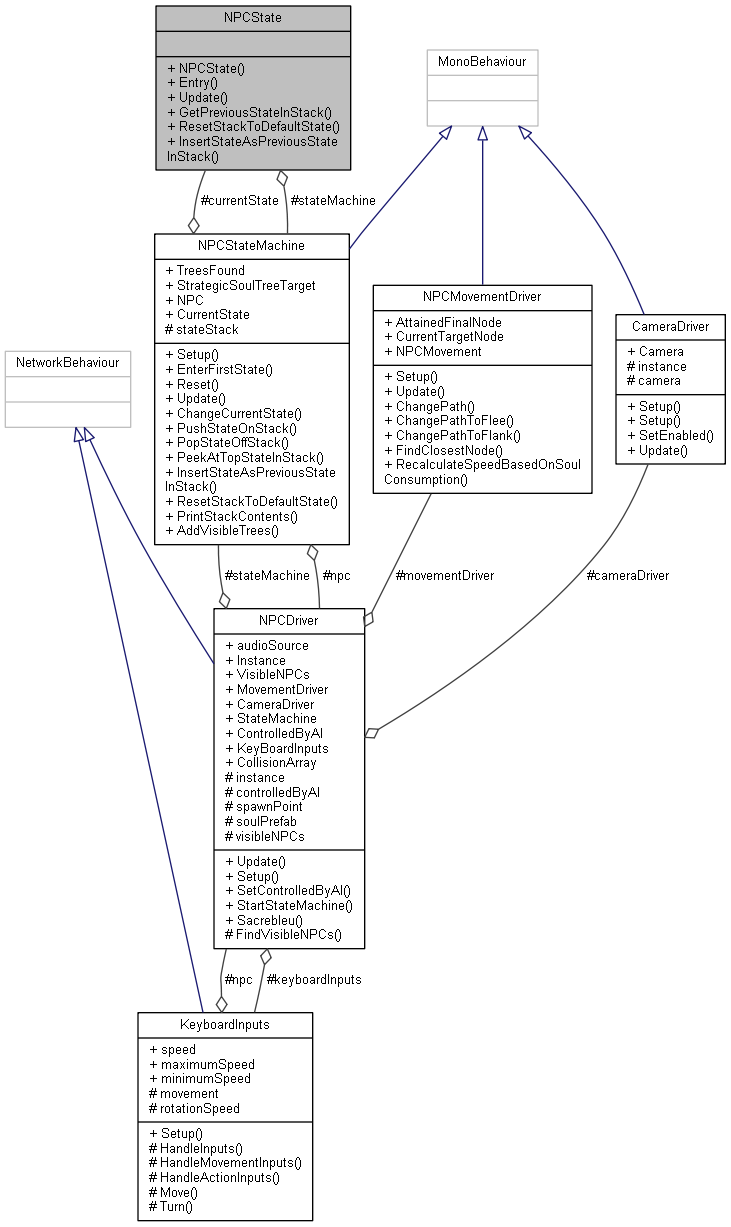 NPCState
+ NPCState()
+ Entry()
+ Update()
+ GetPreviousStateInStack()
+ ResetStackToDefaultState()
+ InsertStateAsPreviousState
InStack()
MonoBehaviour
#currentState
#stateMachine
NPCStateMachine
+ TreesFound
+ StrategicSoulTreeTarget
+ NPC
+ CurrentState
# stateStack
+ Setup()
+ EnterFirstState()
+ Reset()
+ Update()
+ ChangeCurrentState()
+ PushStateOnStack()
+ PopStateOffStack()
+ PeekAtTopStateInStack()
+ InsertStateAsPreviousState
InStack()
+ ResetStackToDefaultState()
+ PrintStackContents()
+ AddVisibleTrees()
NPCMovementDriver
+ AttainedFinalNode
+ CurrentTargetNode
+ NPCMovement
+ Setup()
+ Update()
+ ChangePath()
+ ChangePathToFlee()
+ ChangePathToFlank()
+ FindClosestNode()
+ RecalculateSpeedBasedOnSoul
Consumption()
CameraDriver
+ Camera
# instance
# camera
+ Setup()
+ Setup()
+ SetEnabled()
+ Update()
NetworkBehaviour
#stateMachine
#npc
#movementDriver
#cameraDriver
NPCDriver
+ audioSource
+ Instance
+ VisibleNPCs
+ MovementDriver
+ CameraDriver
+ StateMachine
+ ControlledByAI
+ KeyBoardInputs
+ CollisionArray
# instance
# controlledByAI
# spawnPoint
# soulPrefab
# visibleNPCs
+ Update()
+ Setup()
+ SetControlledByAI()
+ StartStateMachine()
+ Sacrebleu()
# FindVisibleNPCs()
#npc
#keyboardInputs
KeyboardInputs
+ speed
+ maximumSpeed
+ minimumSpeed
# movement
# rotationSpeed
+ Setup()
# HandleInputs()
# HandleMovementInputs()
# HandleActionInputs()
# Move()
# Turn()